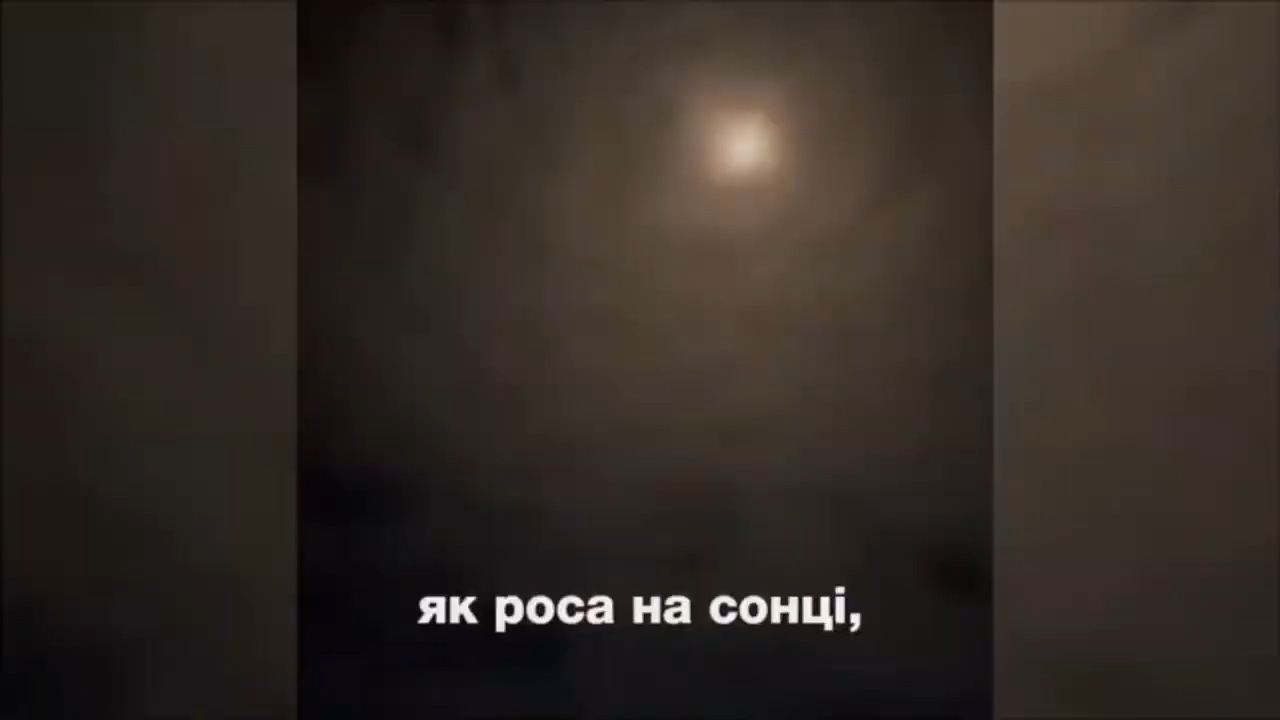 як роса на сонці,